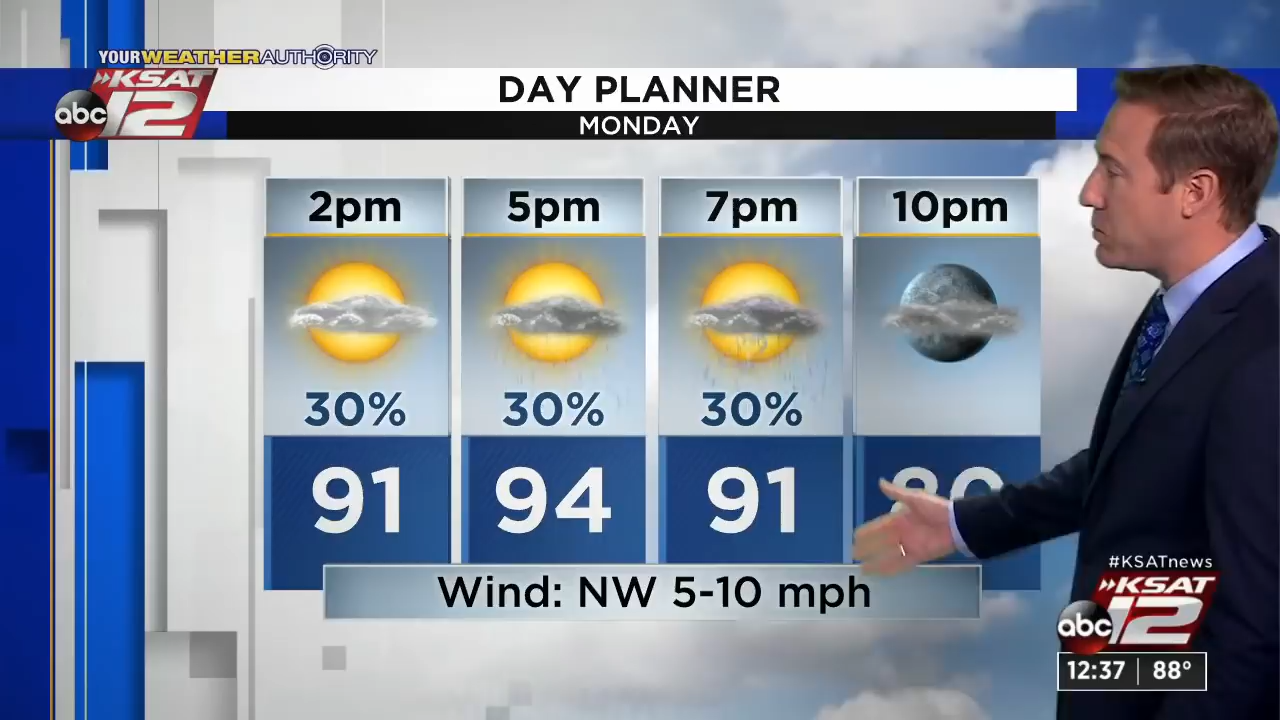 YOURWEATHERAUTHORITY
KSAT
abc 12
DAY PLANNER
MONDAY
2pm 5pm 7pm 10pm
30% 30% 30%
91 94 91
Wind: NW 5-10 mph
#KSATnews
KSAT
abc 12
12:37 88°